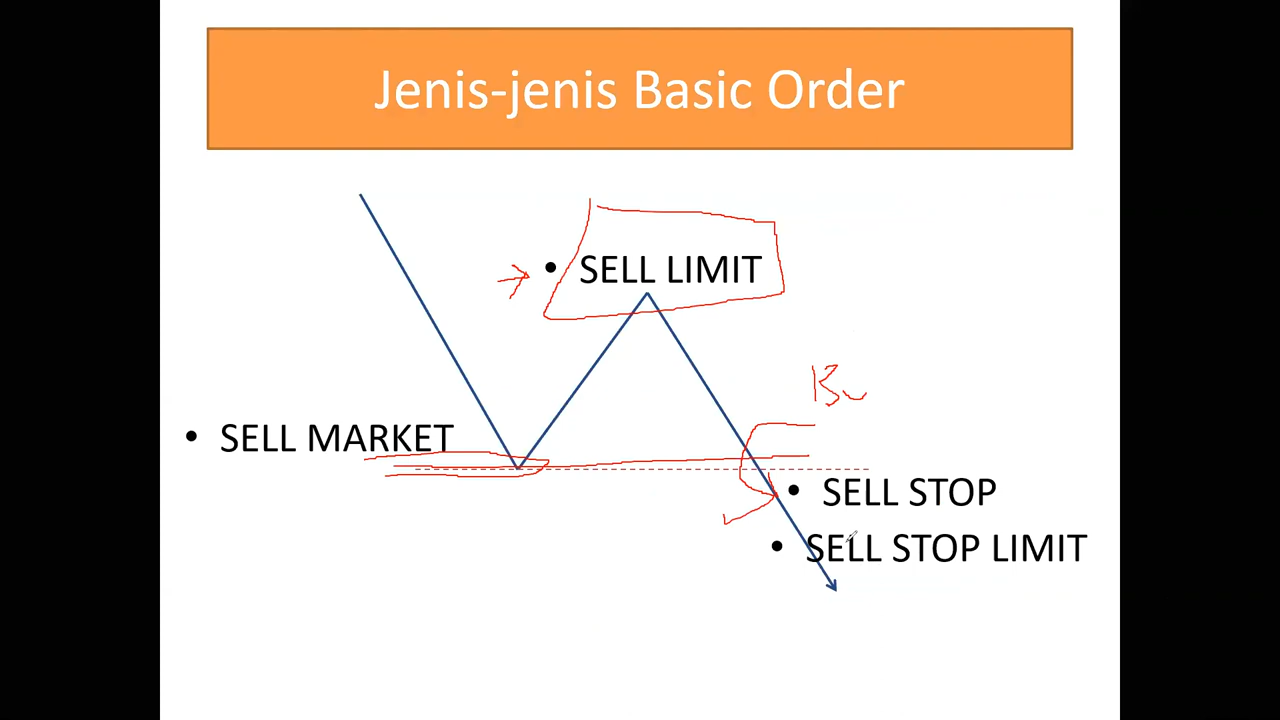 Jenis-jenis Basic Order
• SELL LIMIT
• SELL MARKET
• SELL STOP
• SELL STOP LIMIT